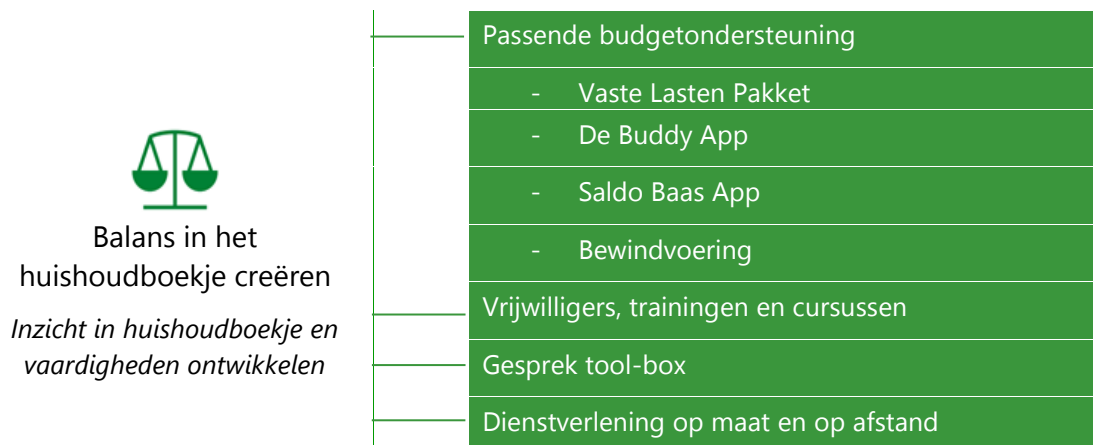 Balans in het
huishoudboekje creëren
Inzicht in huishoudboekje en
vaardigheden ontwikkelen
Passende budgetondersteuning
- Vaste Lasten Pakket
- De Buddy App
- Saldo Baas App
- Bewindvoering
Vrijwilligers, trainingen en cursussen
Gesprek tool-box
Dienstverlening op maat en op afstand